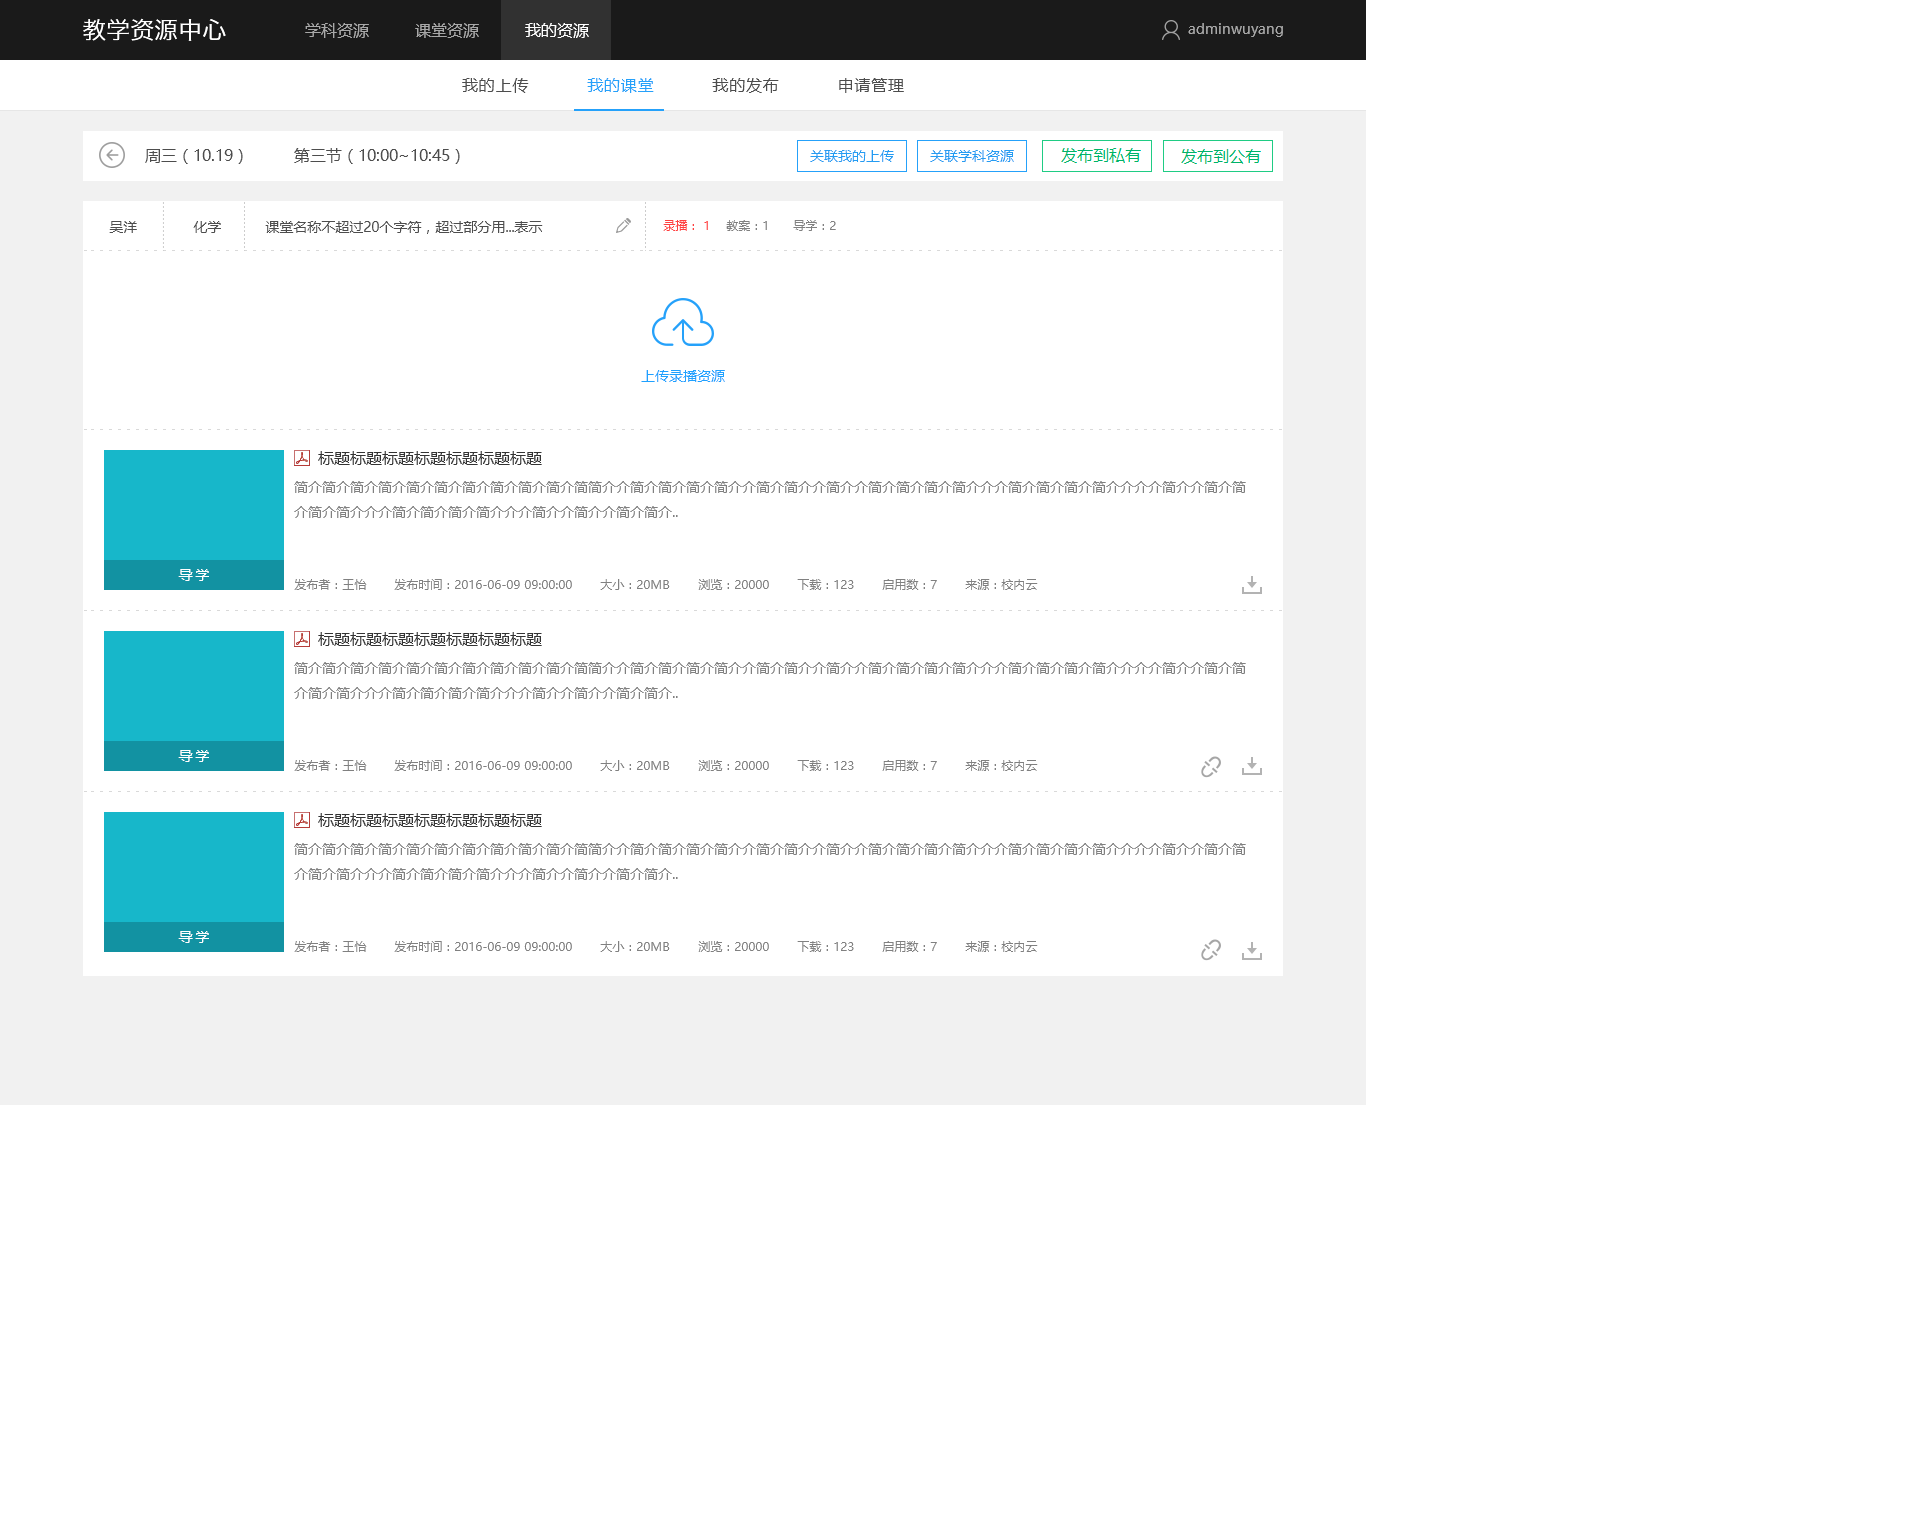 教学资源中心 学科资源 课堂资源 我的资源 adminwuyang
我的上传 我的课堂 我的发布 申请管理
周三（10.19） 第三节（10:00~10:45） 关联我的上传 关联学科资源 发布到私有 发布到公有
吴洋 化学 课堂名称不超过20个字符，超过部分用...表示 录播： 1 教案：1 导学：2
上传录播资源
标题标题标题标题标题标题标题
简介简介简介简介简介简介简介简介简介简介简简介介简介简介简介简介介简介简介介简介介简介简介简介简介介介简介简介简介简介介介介简介介简介简
介简介简介介介简介简介简介简介介介简介介简介介简介简介..
导学
发布者：王怡 发布时间：2016-06-09 09:00:00 大小：20MB 浏览：20000 下载：123 启用数：7 来源：校内云
标题标题标题标题标题标题标题
简介简介简介简介简介简介简介简介简介简介简简介介简介简介简介简介介简介简介介简介介简介简介简介简介介介简介简介简介简介介介介简介介简介简
介简介简介介介简介简介简介简介介介简介介简介介简介简介..
导学
发布者：王怡 发布时间：2016-06-09 09:00:00 大小：20MB 浏览：20000 下载：123 启用数：7 来源：校内云
标题标题标题标题标题标题标题
简介简介简介简介简介简介简介简介简介简介简简介介简介简介简介简介介简介简介介简介介简介简介简介简介介介简介简介简介简介介介介简介介简介简
介简介简介介介简介简介简介简介介介简介介简介介简介简介..
导学
发布者：王怡 发布时间：2016-06-09 09:00:00 大小：20MB 浏览：20000 下载：123 启用数：7 来源：校内云